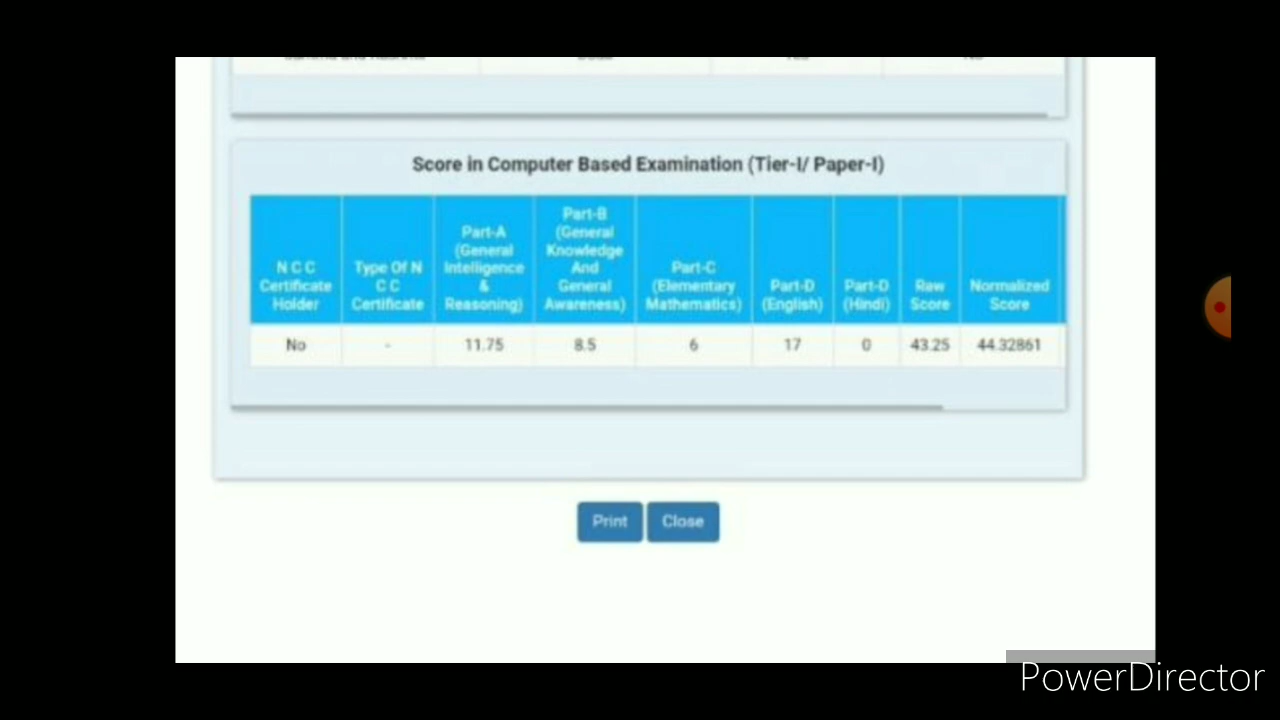 Score in Computer Based Examination (Tier-I/ Paper-I)
N C C Certificate Holder
Type Of N C C Certificate
Part-A (General Intelligence & Reasoning)
Part-B (General Knowledge And General Awareness)
Part-C (Elementary Mathematics)
Part-D (English)
Part-D (Hindi)
Raw Score
Normalized Score
No - 11.75 8.5 6 17 0 43.25 44.32861
Print Close
PowerDirector